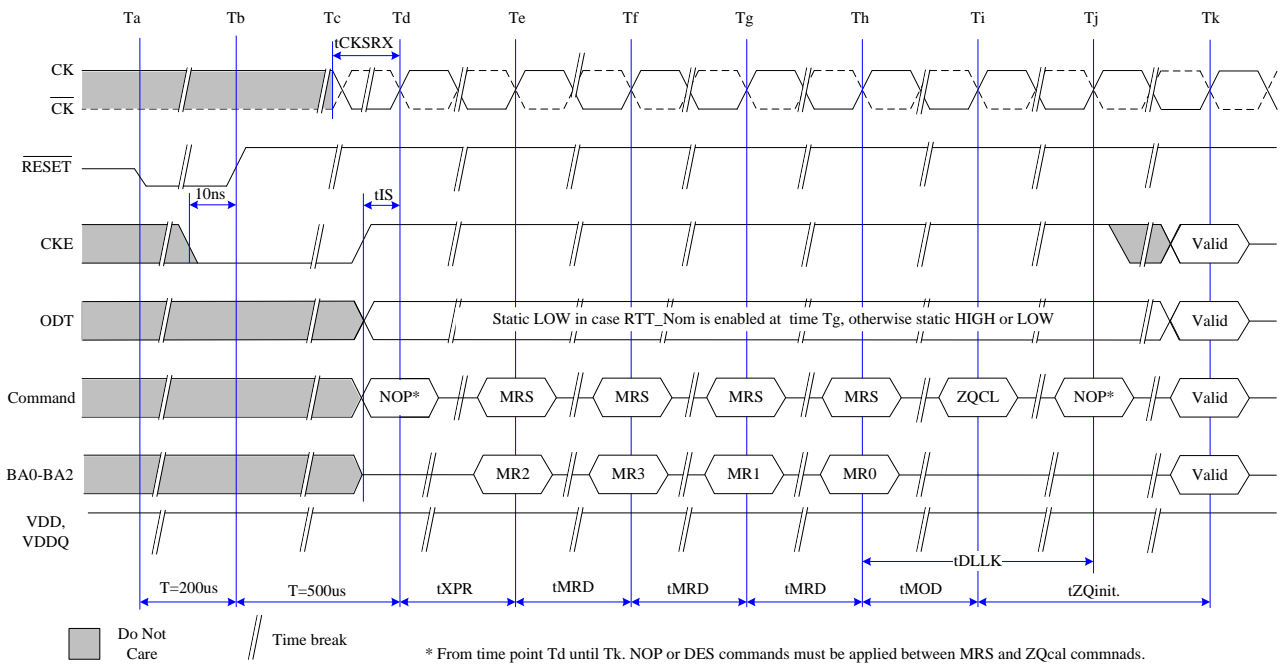 Ta Tb Tc Td Te Tf Tg Th Ti Tj Tk
tCKSRX
CK
CK
RESET
10ns
tIS
CKE
Valid
ODT
Static LOW in case RTT_Nom is enabled at time Tg, otherwise static HIGH or LOW
Valid
Command
NOP*
MRS
MRS
MRS
MRS
ZQCL
NOP*
Valid
BA0-BA2
MR2
MR3
MR1
MR0
Valid
VDD,
VDDQ
tDLLK
T=200us
T=500us
tXPR
tMRD
tMRD
tMRD
tMOD
tZQinit.
Do Not
Care
Time break
* From time point Td until Tk. NOP or DES commands must be applied between MRS and ZQcal commnads.